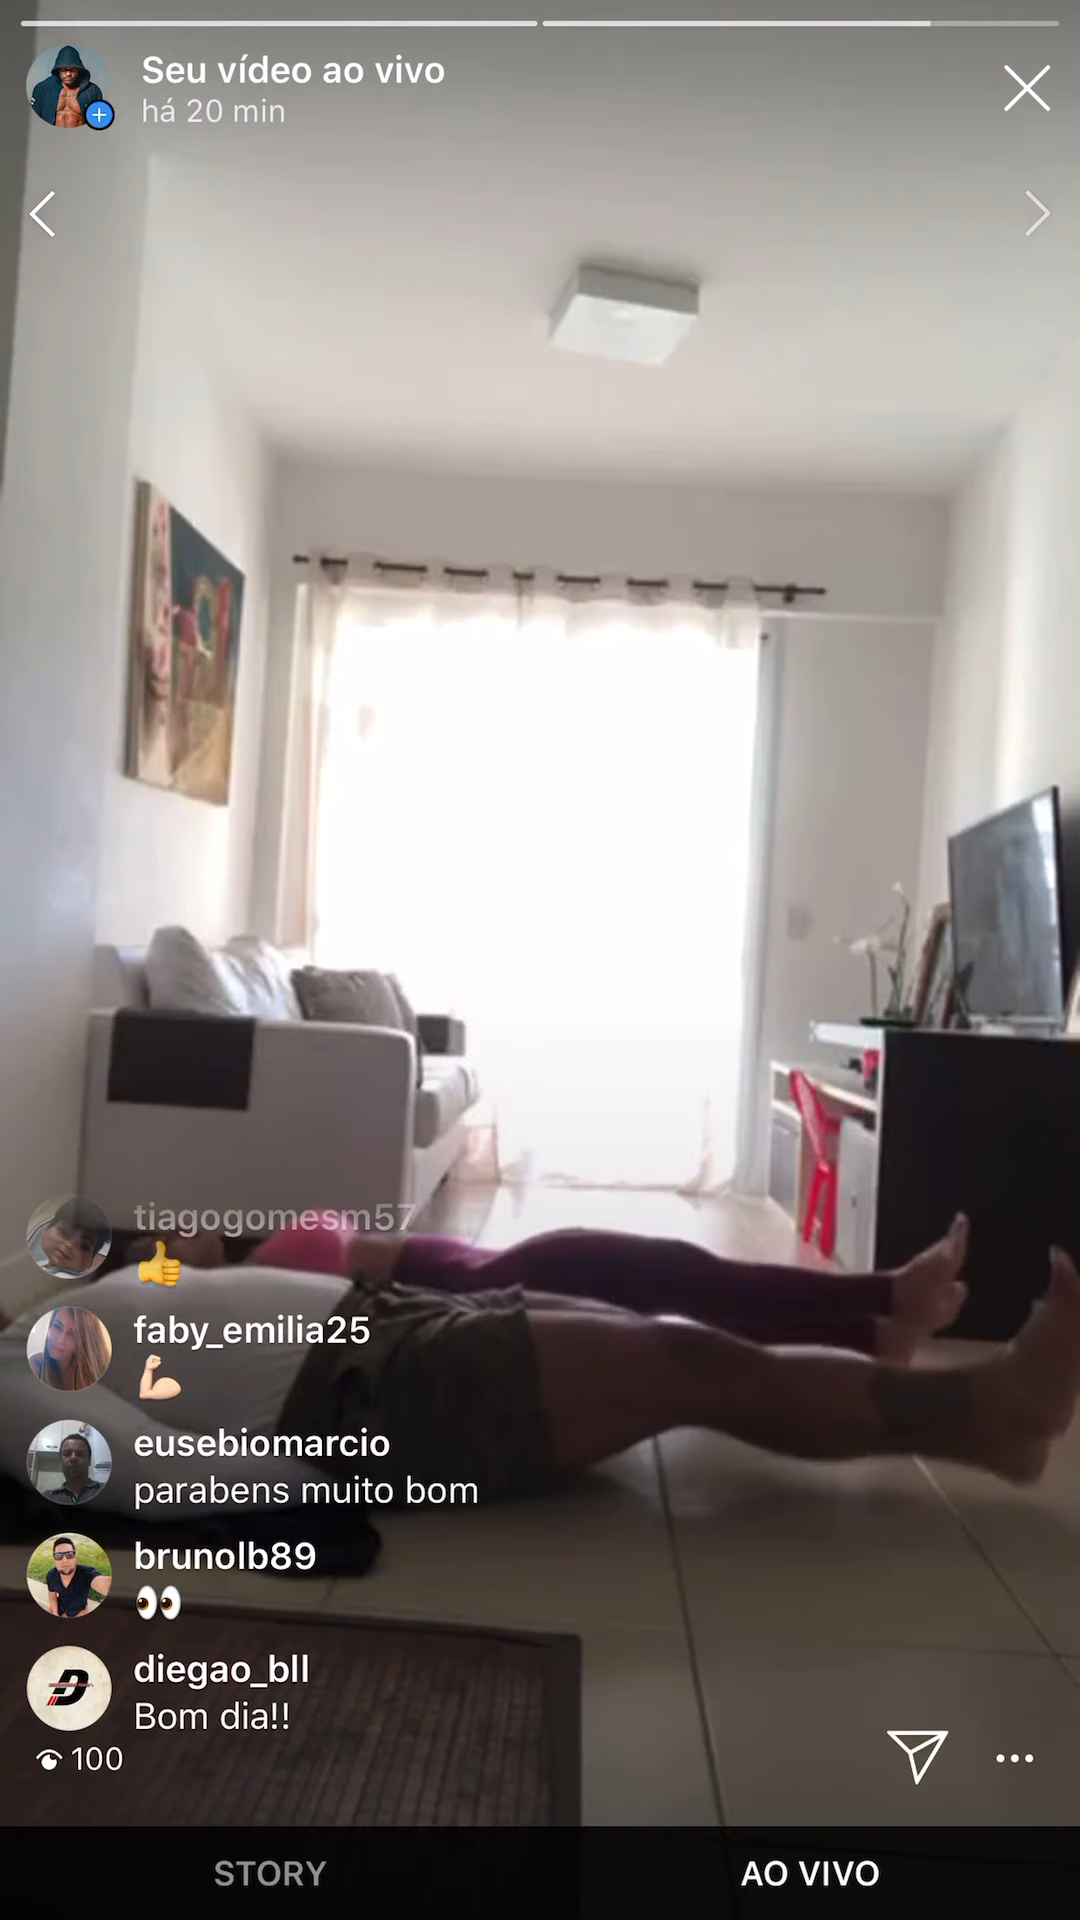 Seu vídeo ao vivo
há 20 min
tiagogomesm57
👍
faby_emilia25
💪🏻
eusebiomarcio
parabens muito bom
brunolb89
👀
diegao_bll
Bom dia!!
100
STORY
AO VIVO